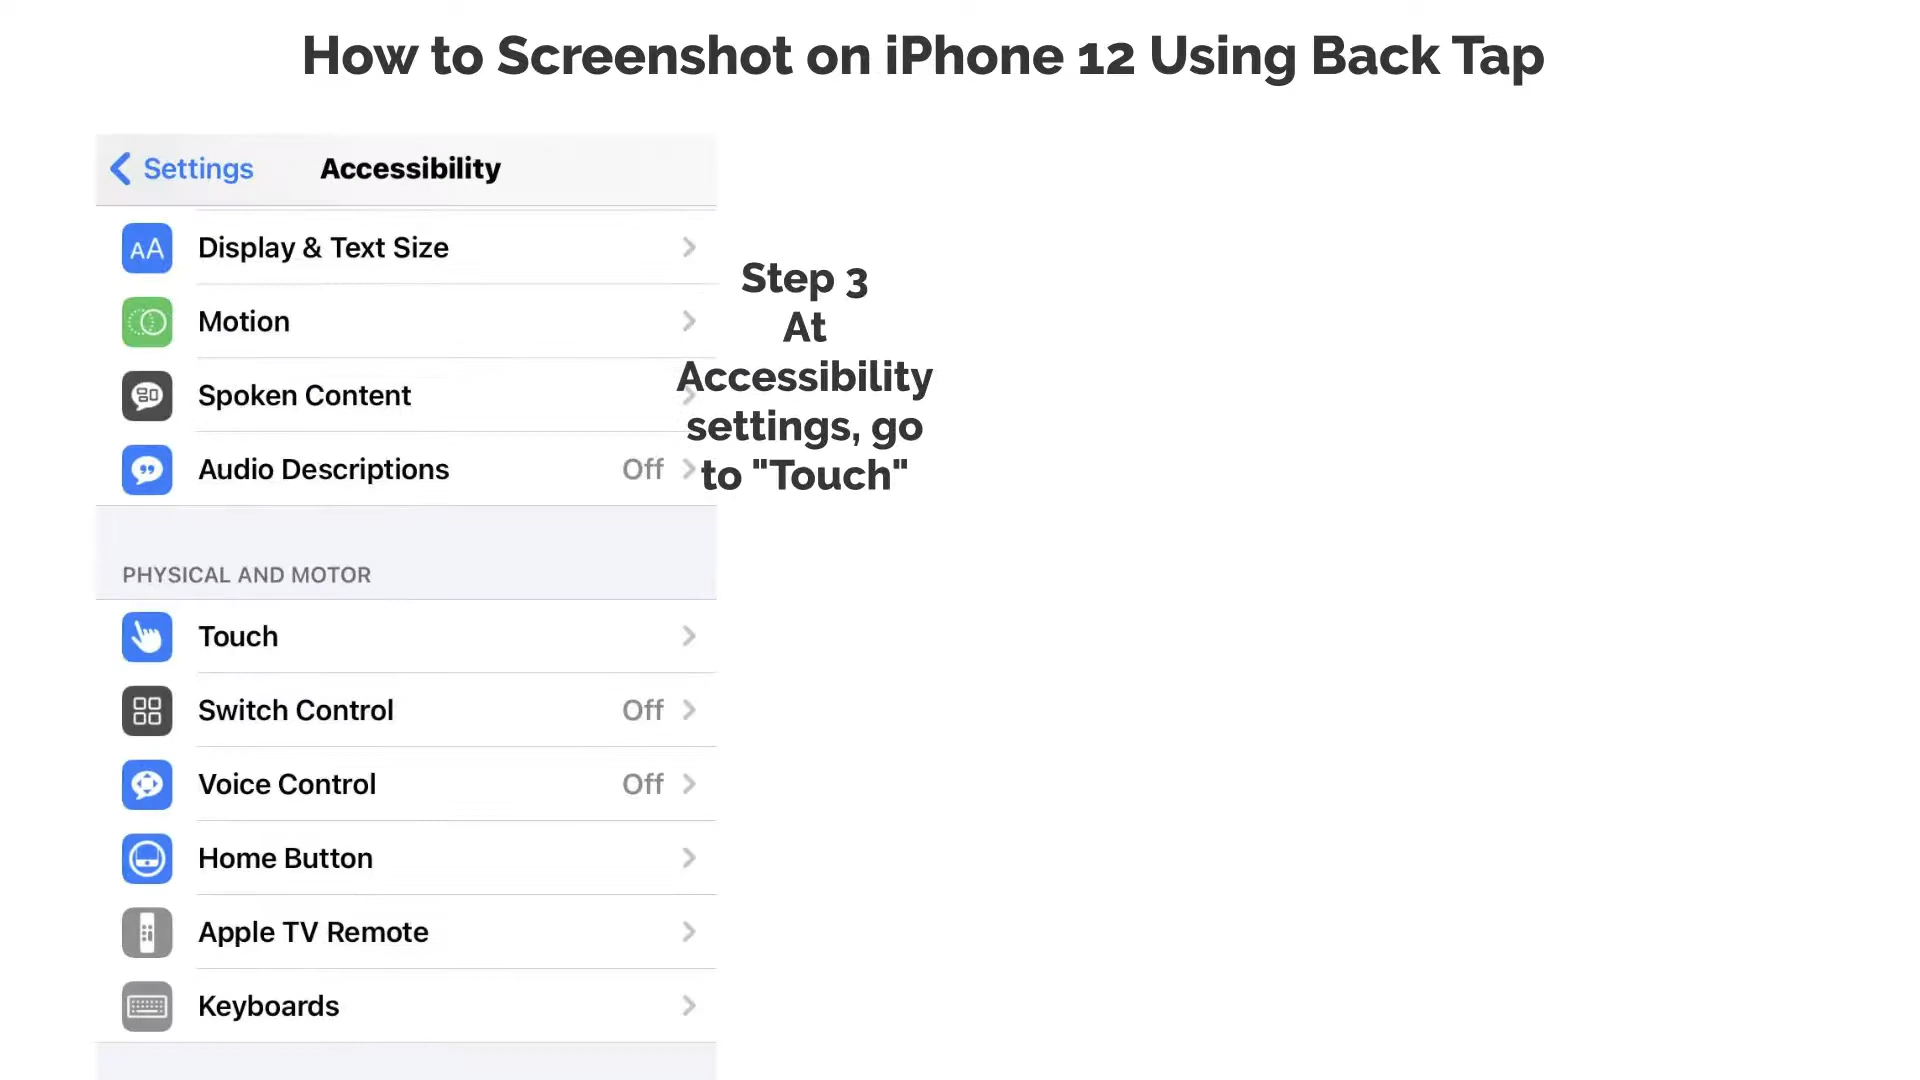 How to Screenshot on iPhone 12 Using Back Tap
Settings
Accessibility
AA
Display & Text Size
Motion
Spoken Content
Audio Descriptions
Off
Step 3
At
Accessibility
settings, go
to "Touch"
PHYSICAL AND MOTOR
Touch
Switch Control
Off
Voice Control
Off
Home Button
Apple TV Remote
Keyboards